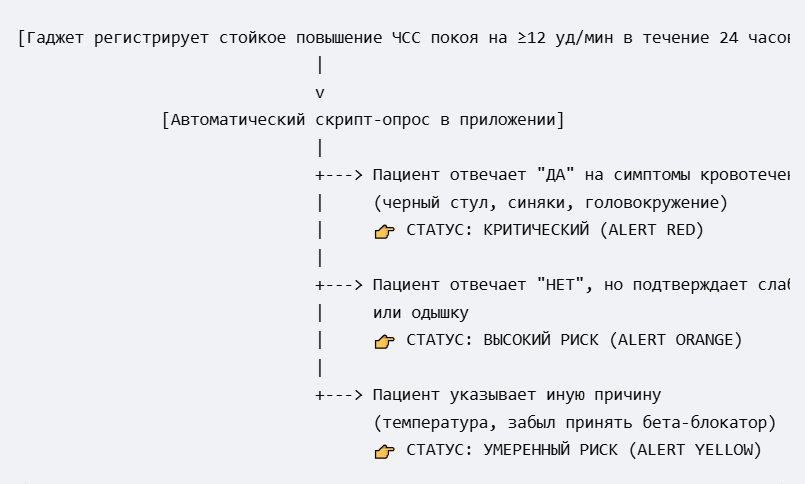 [Гаджет регистрирует стойкое повышение ЧСС покоя на ≥12 уд/мин в течение 24 часов
|
v
[Автоматический скрипт-опрос в приложении]
|
+---> Пациент отвечает "ДА" на симптомы
| (черный стул, синяки, головокружение)
| 👉 СТАТУС: КРИТИЧЕСКИЙ (ALERT RED)
|
+---> Пациент отвечает "НЕТ", но подтверждает
| или одышку
| 👉 СТАТУС: ВЫСОКИЙ РИСК (ALERT ORANGE)
|
+---> Пациент указывает иную причину
(температура, забыл принять бета-блокатор)
👉 СТАТУС: УМЕРЕННЫЙ РИСК (ALERT YELLOW)